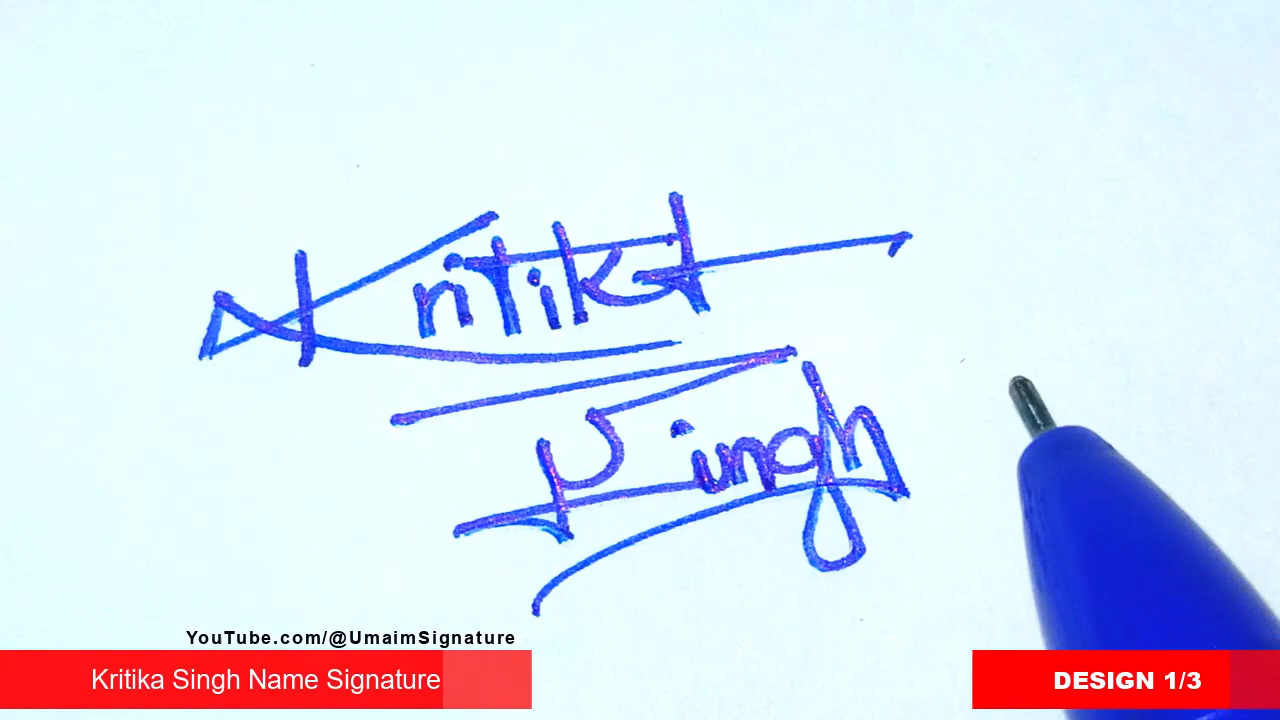 Kritika
Singh
YouTube.com/@UmaimSignature
Kritika Singh Name Signature
DESIGN 1/3